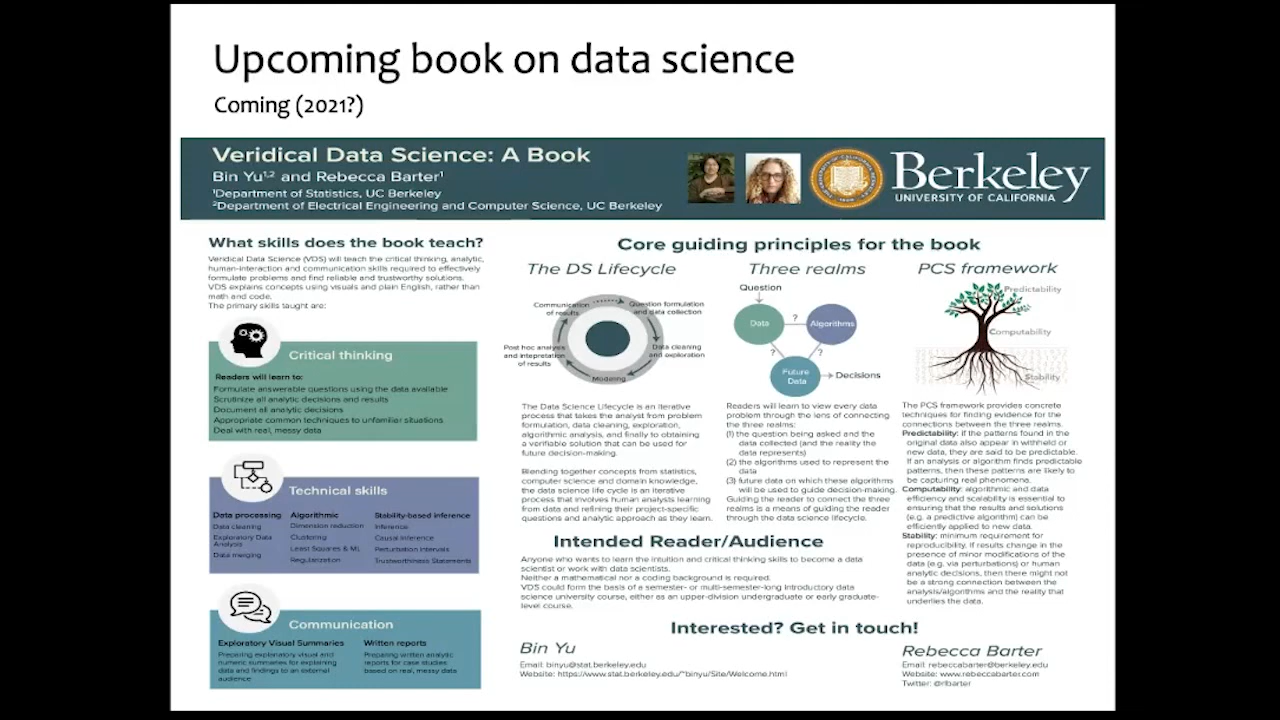 Upcoming book on data science
Coming (2021?)
Veridical Data Science: A Book
Bin Yu¹,² and Rebecca Barter¹
¹Department of Statistics, UC Berkeley
²Department of Electrical Engineering and Computer Science, UC Berkeley
Berkeley
UNIVERSITY OF CALIFORNIA
What skills does the book teach?
Veridical Data Science (VDS) will teach the critical thinking, analytic,
human-interaction and communication skills required to effectively
formulate problems and find reliable and trustworthy solutions.
VDS explains concepts using visuals and plain English, rather than
math and code.
The primary skills taught are:
Critical thinking
Readers will learn to:
Formulate answerable questions using the data available
Scrutinize all analytic decisions and results
Document all analytic decisions
Appropriate common techniques to unfamiliar situations
Deal with real, messy data
Technical skills
Data processing
Data cleaning
Exploratory Data
Analysis
Data merging
Algorithmic
Dimension reduction
Clustering
Least Squares & ML
Regularization
Stability-based inference
Inference
Causal inference
Perturbation intervals
Trustworthiness Statements
Communication
Exploratory Visual Summaries
Preparing explanatory visual and
numeric summaries for explaining
data and findings to an external
audience
Written reports
Preparing written analytic
reports for case studies
based on real, messy data
Core guiding principles for the book
The DS Lifecycle
Question formulation
and data collection
Data cleaning
and exploration
Modeling
Post hoc analysis
and intepretation
of results
Communication
of results
The Data Science Lifecycle is an iterative
process that takes the analyst from problem
formulation, data cleaning, exploration,
algorithmic analysis, and finally to obtaining
a verifiable solution that can be used for
future decision-making.
Blending together concepts from statistics,
computer science and domain knowledge,
the data science life cycle is an iterative
process that involves human analysts learning
from data and refining their project-specific
questions and analytic approach as they learn.
Three realms
Question
Data
?
Algorithms
?
?
Future
Data
Decisions
Readers will learn to view every data
problem through the lens of connecting
the three realms:
(1) the question being asked and the
data collected (and the reality the
data represents)
(2) the algorithms used to represent the
data
(3) future data on which these algorithms
will be used to guide decision-making.
Guiding the reader to connect the three
realms is a means of guiding the reader
through the data science lifecycle.
PCS framework
Predictability
Computability
Stability
The PCS framework provides concrete
techniques for finding evidence for the
connections between the three realms.
Predictability: if the patterns found in the
original data also appear in withheld or
new data, they are said to be predictable.
If an analysis or algorithm finds predictable
patterns, then these patterns are likely to
be capturing real phenomena.
Computability: algorithmic and data
efficiency and scalability is essential to
ensuring that the results and solutions
(e.g. a predictive algorithm) can be
efficiently applied to new data.
Stability: minimum requirement for
reproducibility. If results change in the
presence of minor modifications of the
data (e.g. via perturbations) or human
analytic decisions, then there might not
be a strong connection between the
analysis/algorithms and the reality that
underlies the data.
Intended Reader/Audience
Anyone who wants to learn the intuition and critical thinking skills to become a data
scientist or work with data scientists.
Neither a mathematical nor a coding background is required.
VDS could form the basis of a semester- or multi-semester-long introductory data
science university course, either as an upper-division undergraduate or early graduate-
level course.
Interested? Get in touch!
Bin Yu
Email: binyu@stat.berkeley.edu
Website: https://www.stat.berkeley.edu/~binyu/Site/Welcome.html
Rebecca Barter
Email: rebeccabarter@berkeley.edu
Website: www.rebeccabarter.com
Twitter: @rlbarter